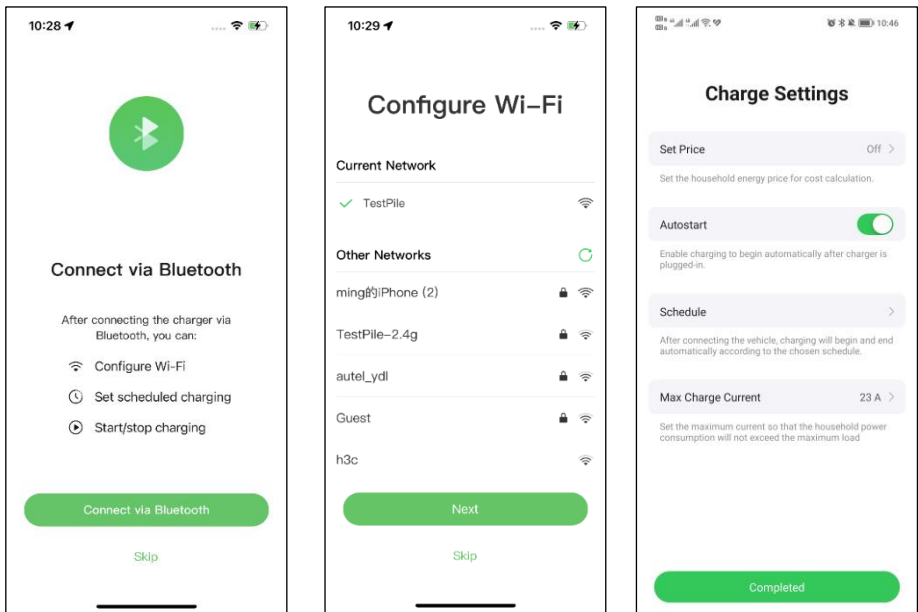 10:28
Connect via Bluetooth
After connecting the charger via
Bluetooth, you can:
Configure Wi-Fi
Set scheduled charging
Start/stop charging
Connect via Bluetooth
Skip
10:29
Configure Wi-Fi
Current Network
TestPile
Other Networks
ming的iPhone (2)
TestPile-2.4g
autel_ydl
Guest
h3c
Next
Skip
10:46
Charge Settings
Set Price Off
Set the household energy price for cost calculation.
Autostart
Enable charging to begin automatically after charger is
plugged-in.
Schedule
After connecting the vehicle, charging will begin and end
automatically according to the chosen schedule.
Max Charge Current 23 A
Set the maximum current so that the household power
consumption will not exceed the maximum load
Completed